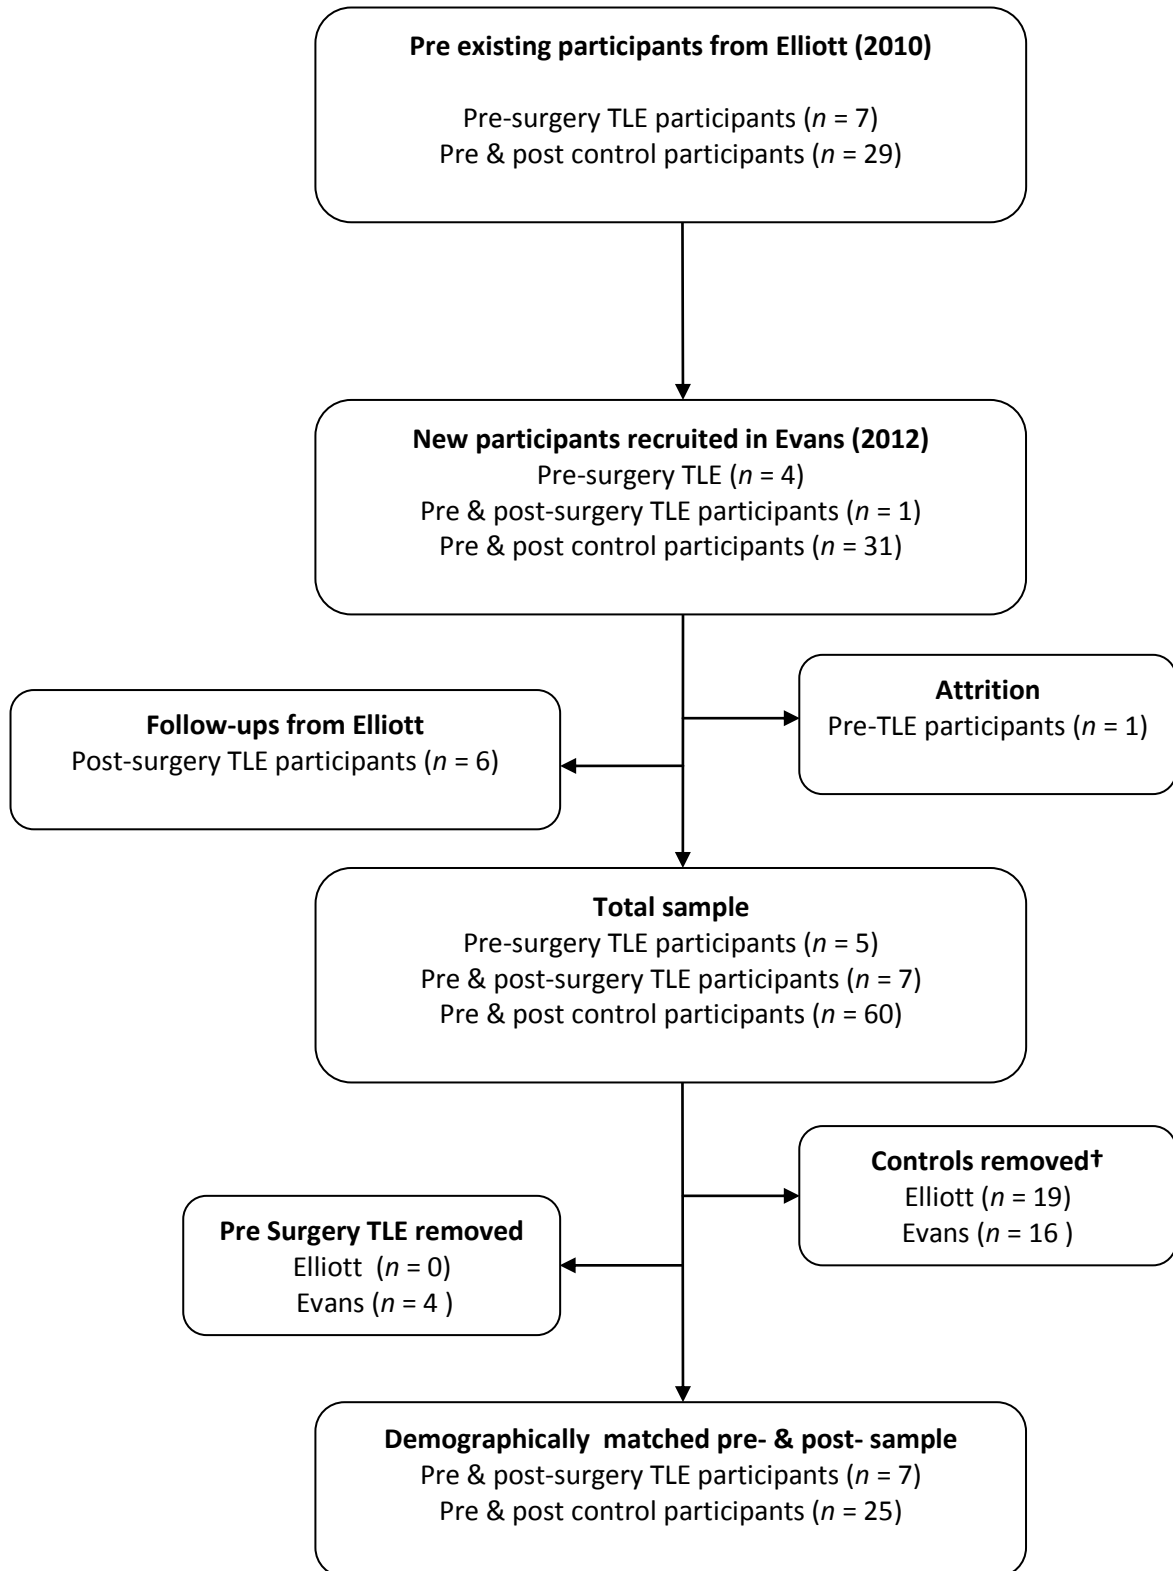 Pre existing participants from Elliott (2010)
Pre-surgery TLE participants (n = 7)
Pre & post control participants (n = 29)
New participants recruited in Evans (2012)
Pre-surgery TLE (n = 4)
Pre & post-surgery TLE participants (n = 1)
Pre & post control participants (n = 31)
Attrition
Pre-TLE participants (n = 1)
Follow-ups from Elliott
Post-surgery TLE participants (n = 6)
Total sample
Pre-surgery TLE participants (n = 5)
Pre & post-surgery TLE participants (n = 7)
Pre & post control participants (n = 60)
Controls removed†
Elliott (n = 19)
Evans (n = 16 )
Pre Surgery TLE removed
Elliott  (n = 0)
Evans (n = 4 )
Demographically  matched pre- & post- sample
Pre & post-surgery TLE participants (n = 7)
Pre & post control participants (n = 25)